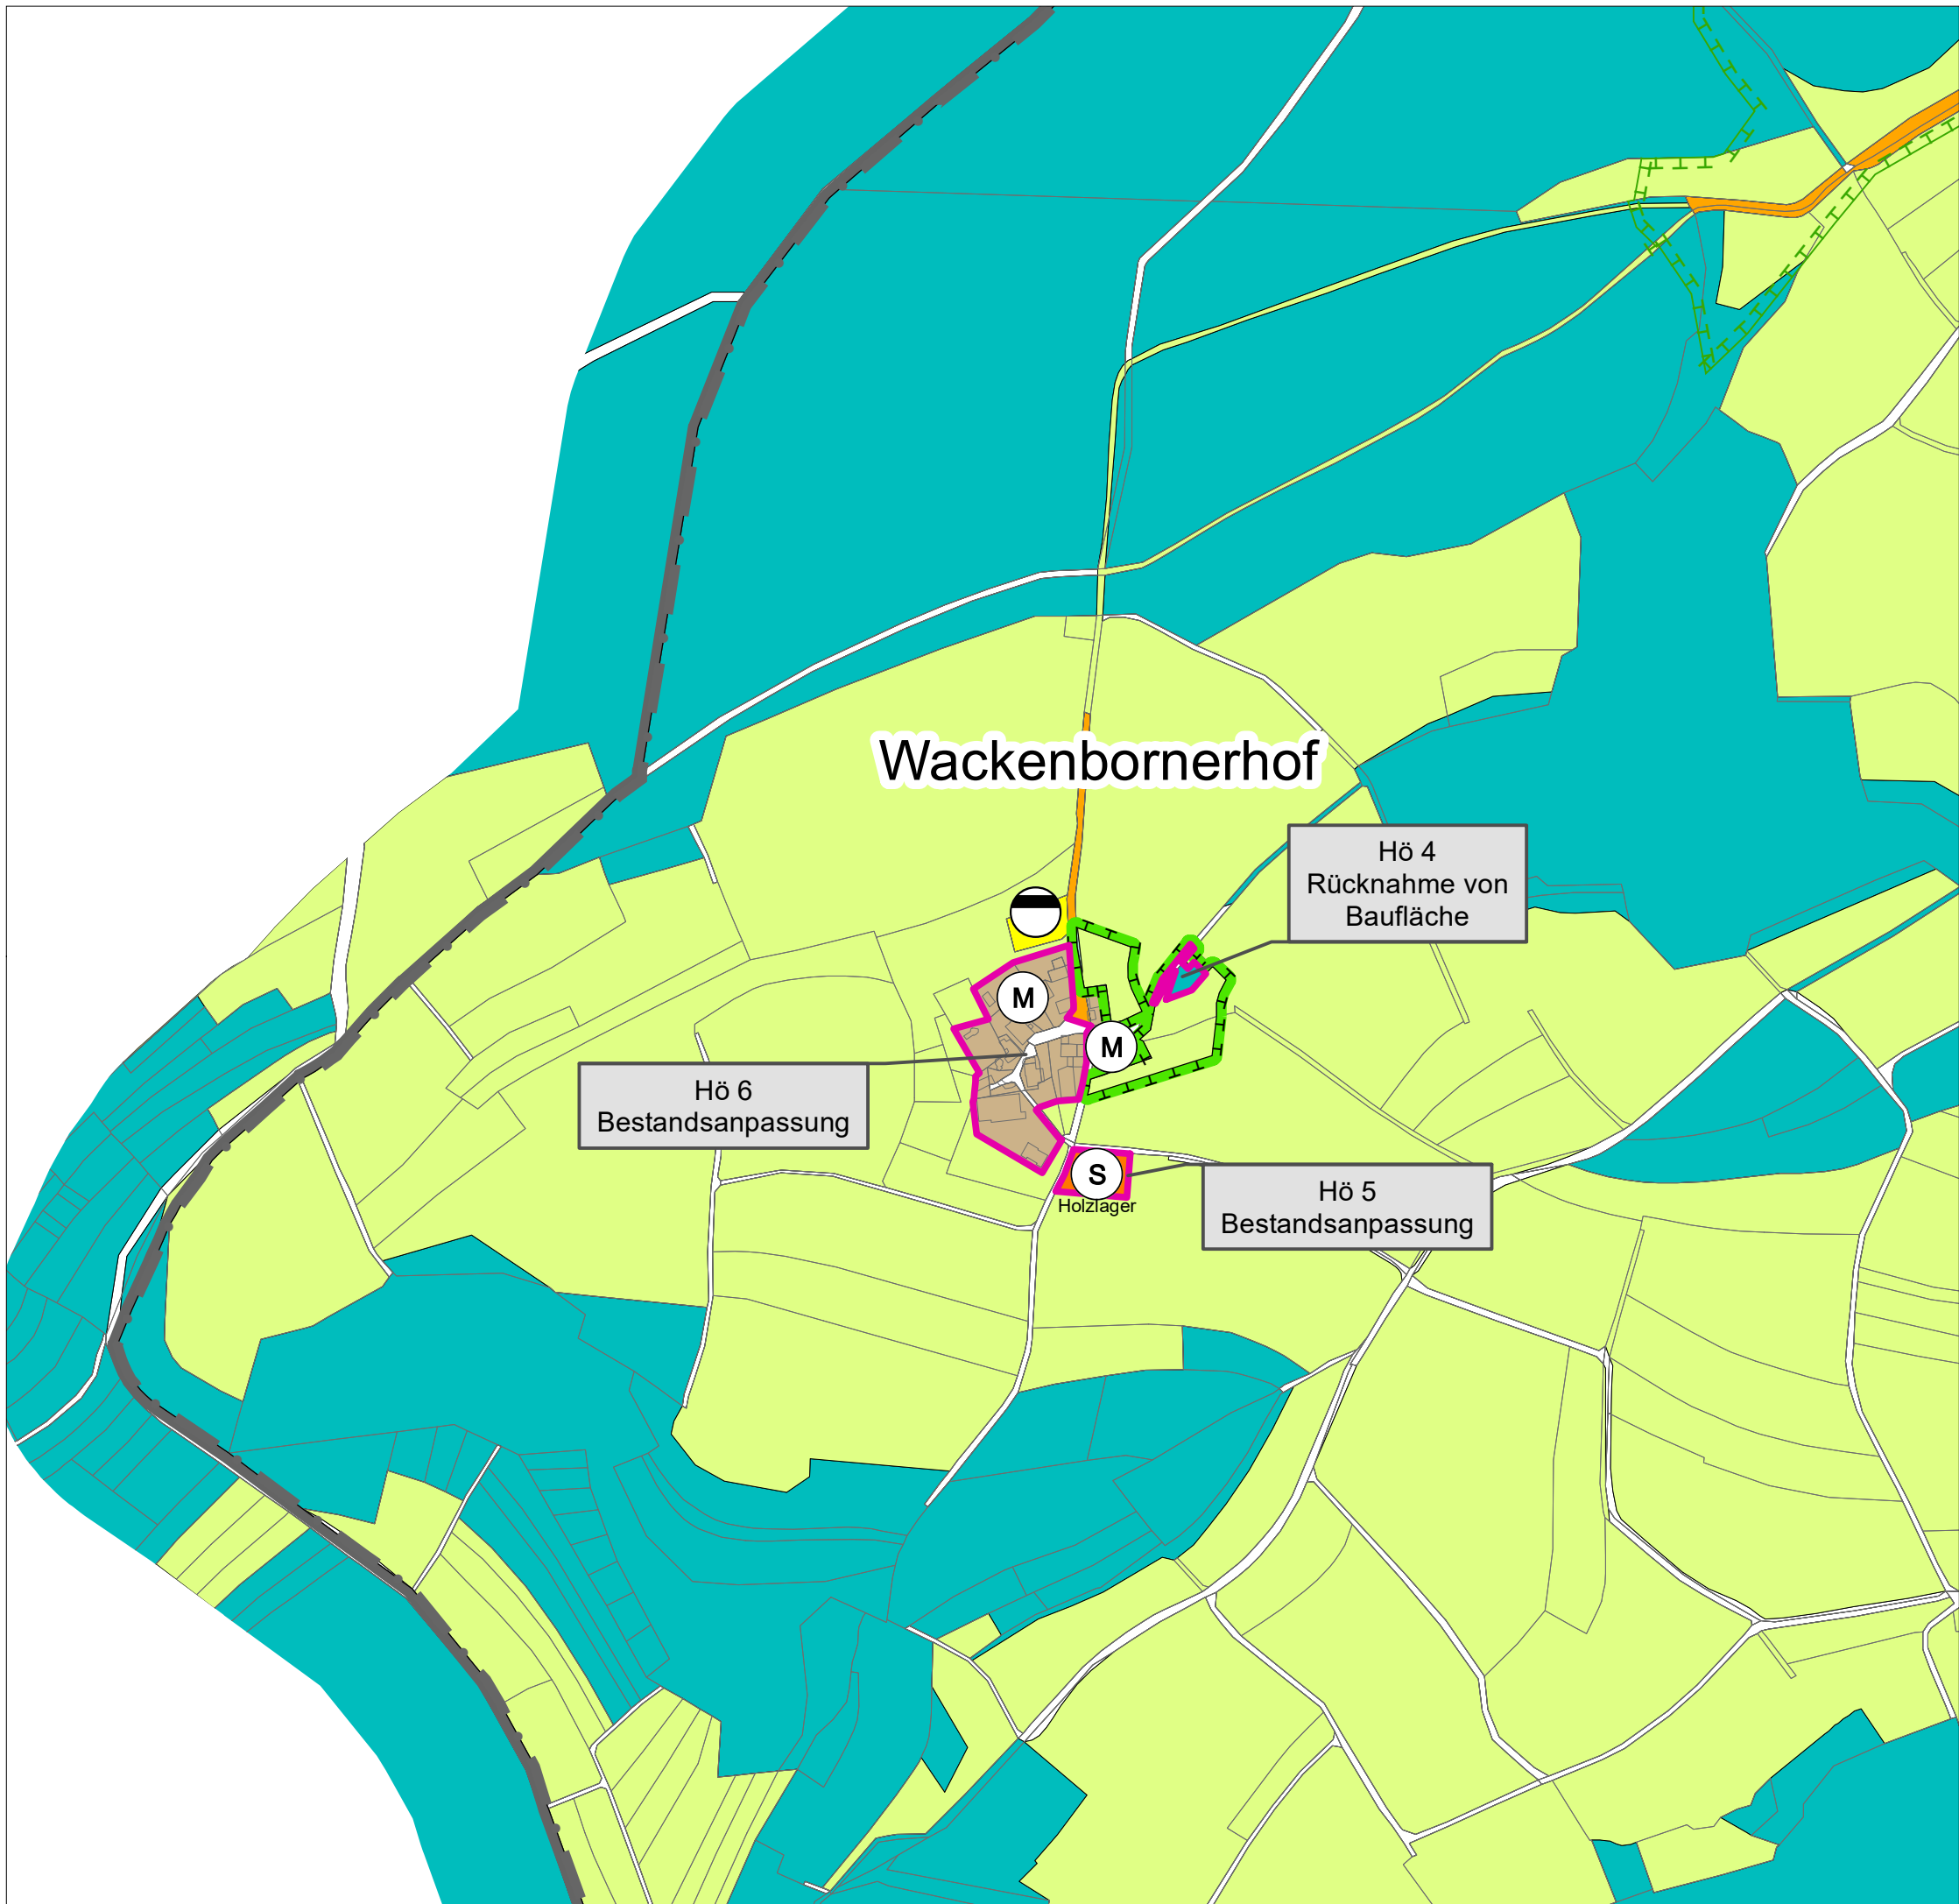 Wackenbornerhof
Hö 4
Rücknahme von
Baufläche
M
M
Hö 6
Bestandsanpassung
S
Holzlager
Hö 5
Bestandsanpassung